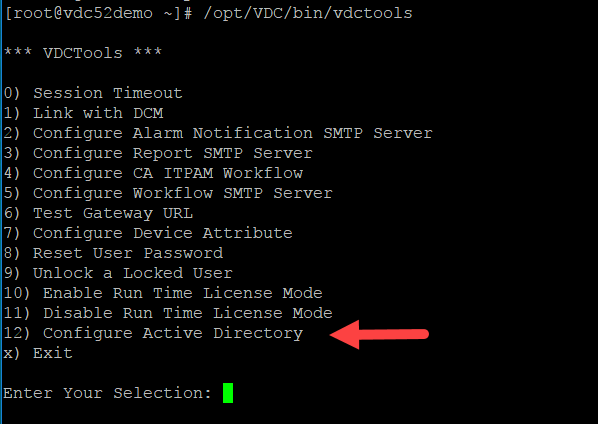 [root@vdc52demo ~]# /opt/VDC/bin/vdctools
*** VDCTools ***
0) Session Timeout
1) Link with DCM
2) Configure Alarm Notification SMTP Server
3) Configure Report SMTP Server
4) Configure CA ITPAM Workflow
5) Configure Workflow SMTP Server
6) Test Gateway URL
7) Configure Device Attribute
8) Reset User Password
9) Unlock a Locked User
10) Enable Run Time License Mode
11) Disable Run Time License Mode
12) Configure Active Directory
x) Exit
Enter Your Selection: